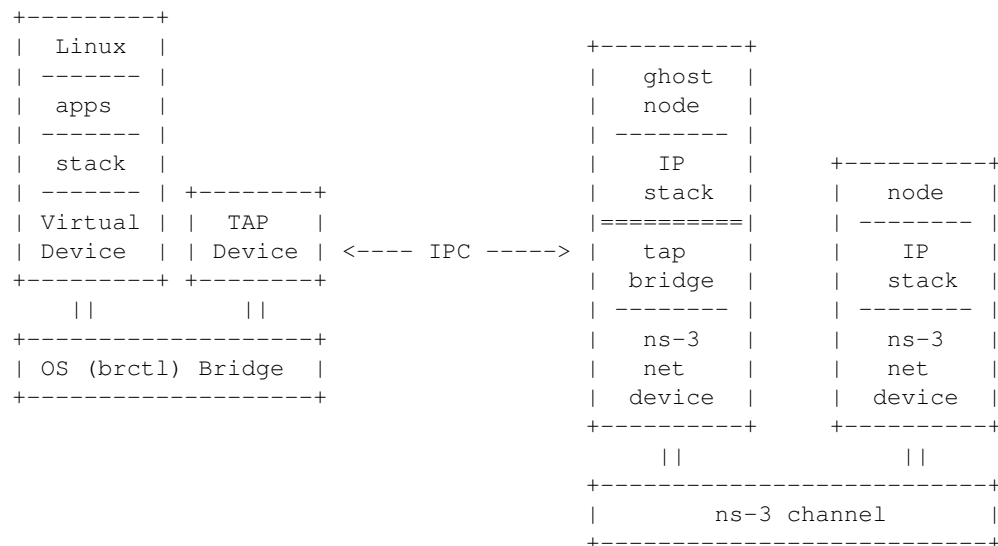 +---------+
|  Linux  |                             +----------+
| ------- |                             |   ghost  |
|  apps   |                             |   node   |
| ------- |                             | -------- |
|  stack  |                             |    IP    |     +----------+
| ------- | +--------+                  |   stack  |     |   node   |
| Virtual | |  TAP   |                  |==========|     | -------- |
| Device  | | Device | <---- IPC -----> |   tap    |     |    IP    |
+---------+ +--------+                  |  bridge  |     |   stack  |
    ||          ||                      | -------- |     | -------- |
+--------------------+                  |   ns-3   |     |   ns-3   |
| OS (brctl) Bridge  |                  |   net    |     |   net    |
+--------------------+                  |  device  |     |  device  |
                                        +----------+     +----------+
                                             ||               ||
                                        +---------------------------+
                                        |        ns-3 channel       |
                                        +---------------------------+